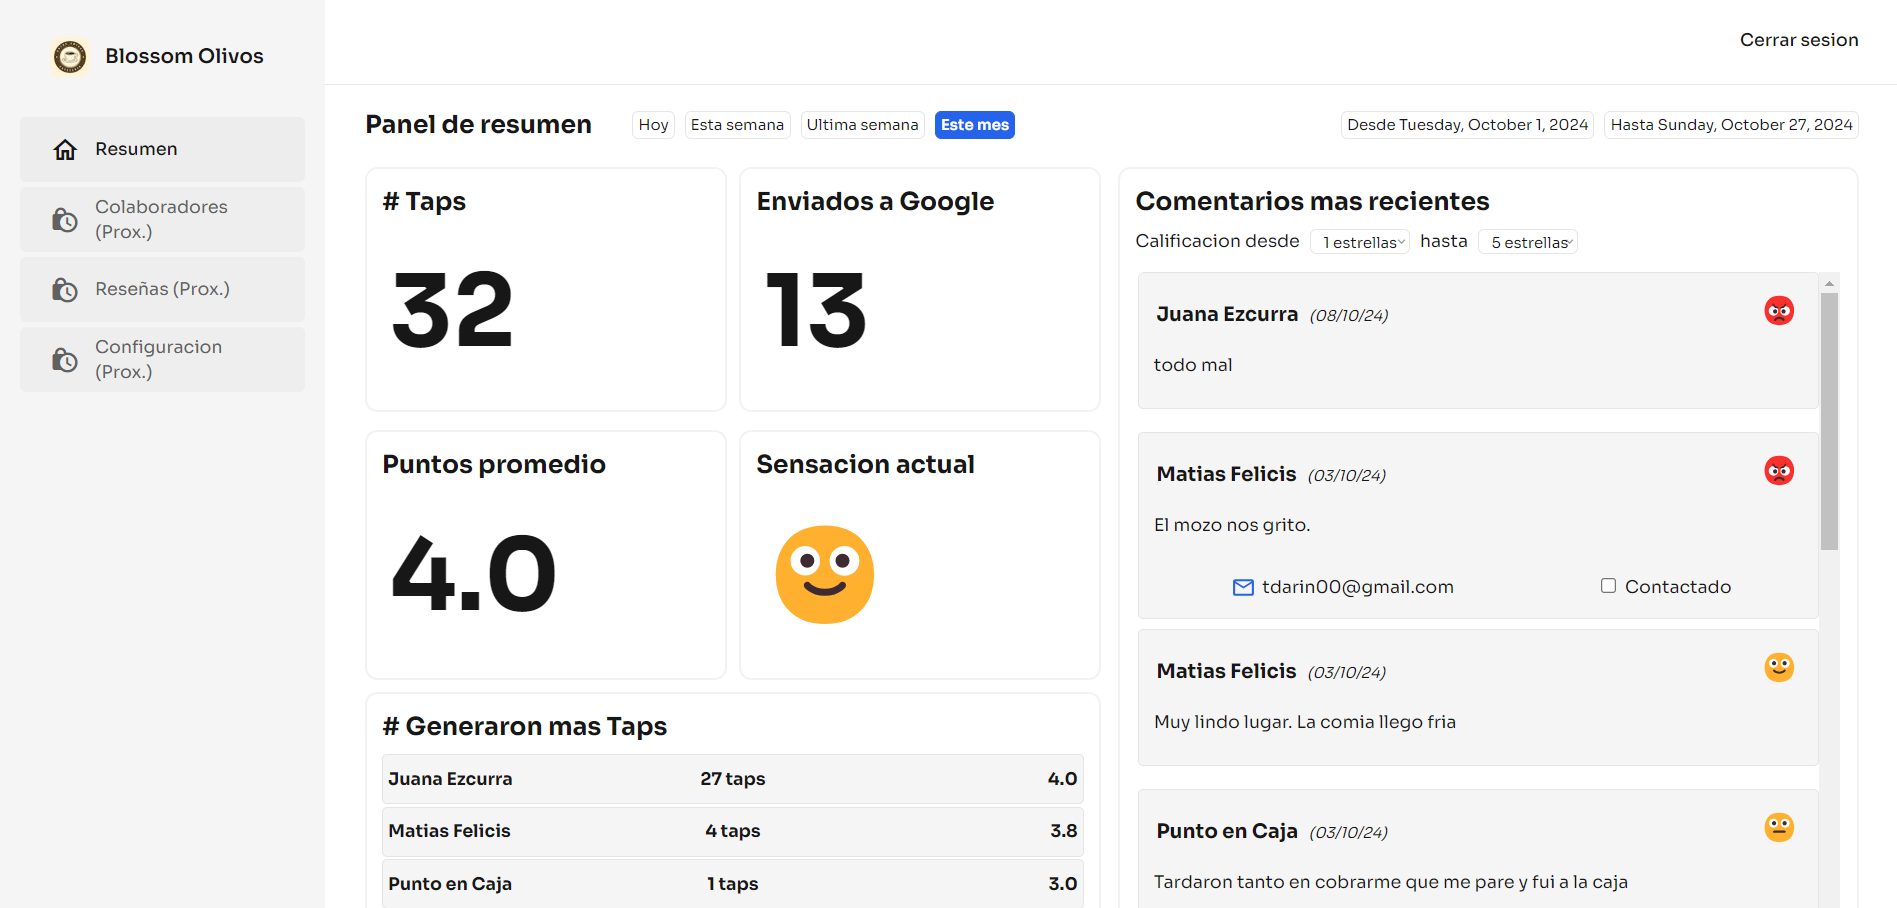 Blossom Olivos
Cerrar sesion
Resumen
Colaboradores
(Prox.)
Reseñas (Prox.)
Configuracion
(Prox.)
Panel de resumen
Hoy
Esta semana
Ultima semana
Este mes
Desde Tuesday, October 1, 2024
Hasta Sunday, October 27, 2024
# Taps
32
Enviados a Google
13
Puntos promedio
4.0
Sensacion actual
# Generaron mas Taps
Juana Ezcurra 27 taps 4.0
Matias Felicis 4 taps 3.8
Punto en Caja 1 taps 3.0
Comentarios mas recientes
Calificacion desde 1 estrellas hasta 5 estrellas
Juana Ezcurra (08/10/24)
todo mal
Matias Felicis (03/10/24)
El mozo nos grito.
tdarin00@gmail.com Contactado
Matias Felicis (03/10/24)
Muy lindo lugar. La comia llego fria
Punto en Caja (03/10/24)
Tardaron tanto en cobrarme que me pare y fui a la caja